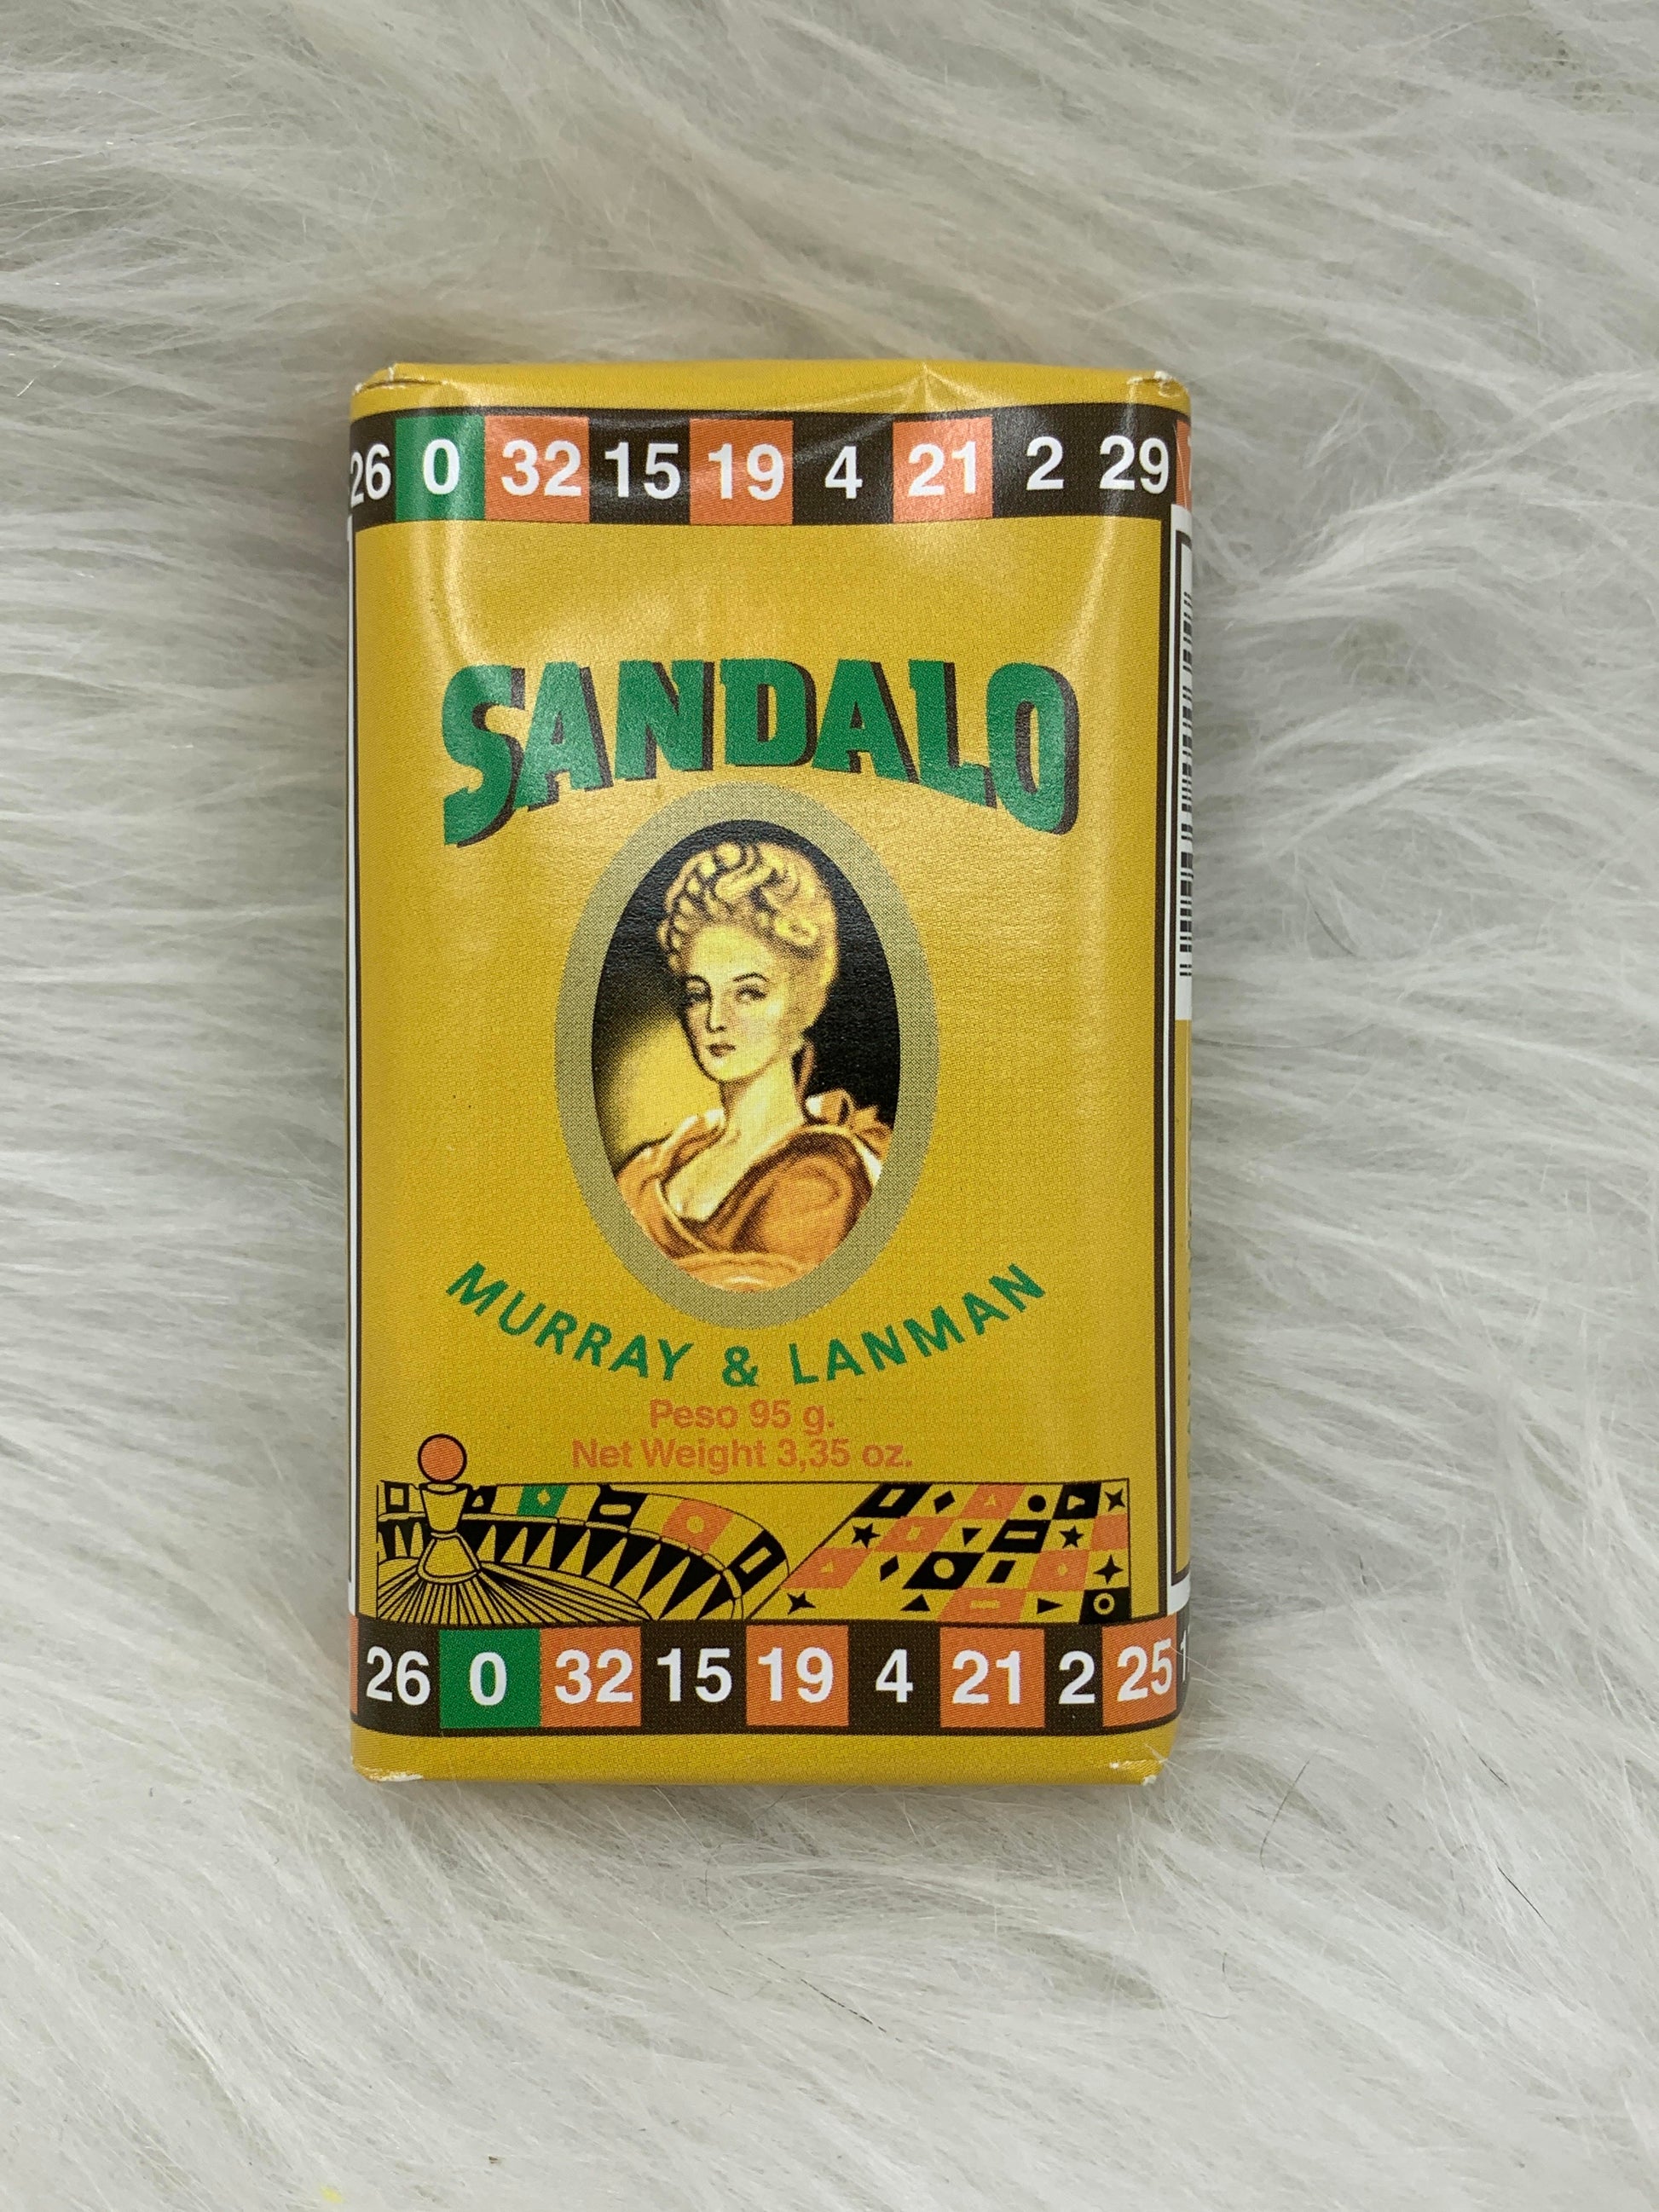 26 0 32 15 19 4 21 2 29
SANDALO
MURRAY & LANMAN
Peso 95 g.
Net Weight 3,35 oz.
26 0 32 15 19 4 21 2 25